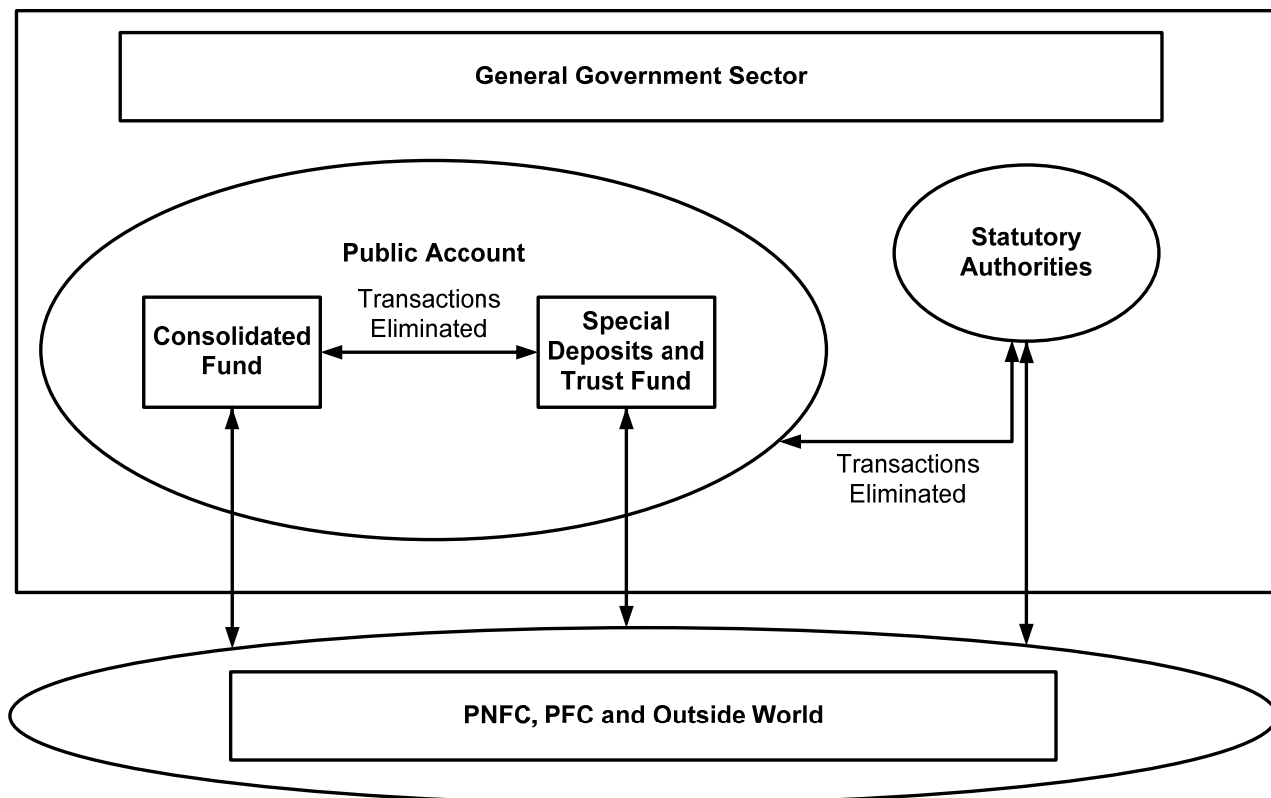 General Government Sector
Public Account
Statutory
Authorities
Transactions
Eliminated
Consolidated
Fund
Special
Deposits and
Trust Fund
Transactions
Eliminated
PNFC, PFC and Outside World